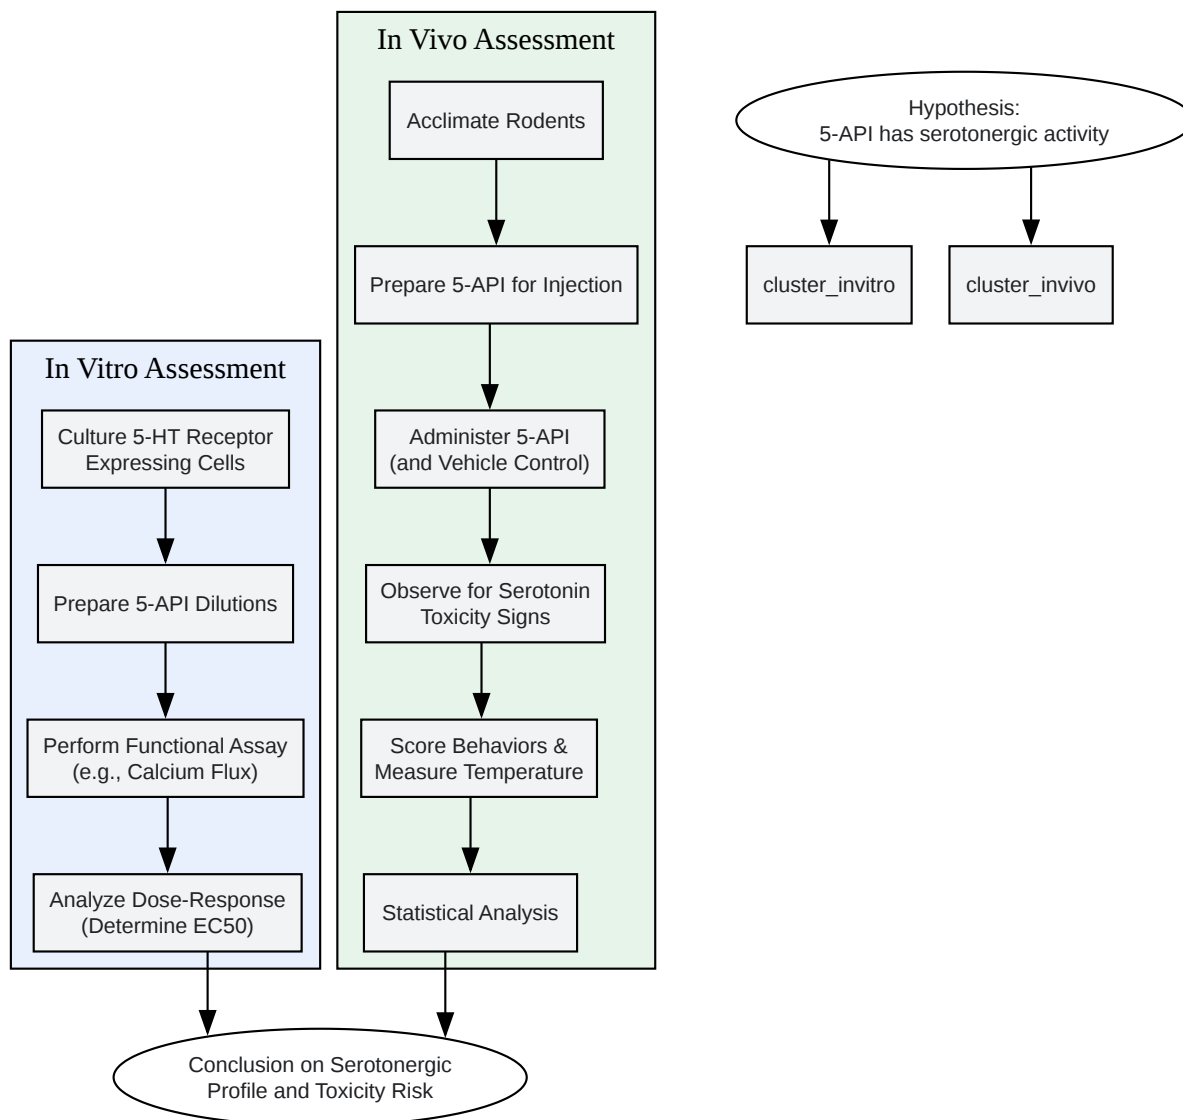 In Vivo Assessment
Acclimate Rodents
Prepare 5-API for Injection
Administer 5-API
(and Vehicle Control)
Observe for Serotonin
Toxicity Signs
Score Behaviors &
Measure Temperature
Statistical Analysis
In Vitro Assessment
Culture 5-HT Receptor
Expressing Cells
Prepare 5-API Dilutions
Perform Functional Assay
(e.g., Calcium Flux)
Analyze Dose-Response
(Determine EC50)
Conclusion on Serotonergic
Profile and Toxicity Risk
Hypothesis:
5-API has serotonergic activity
cluster_invitro
cluster_invivo